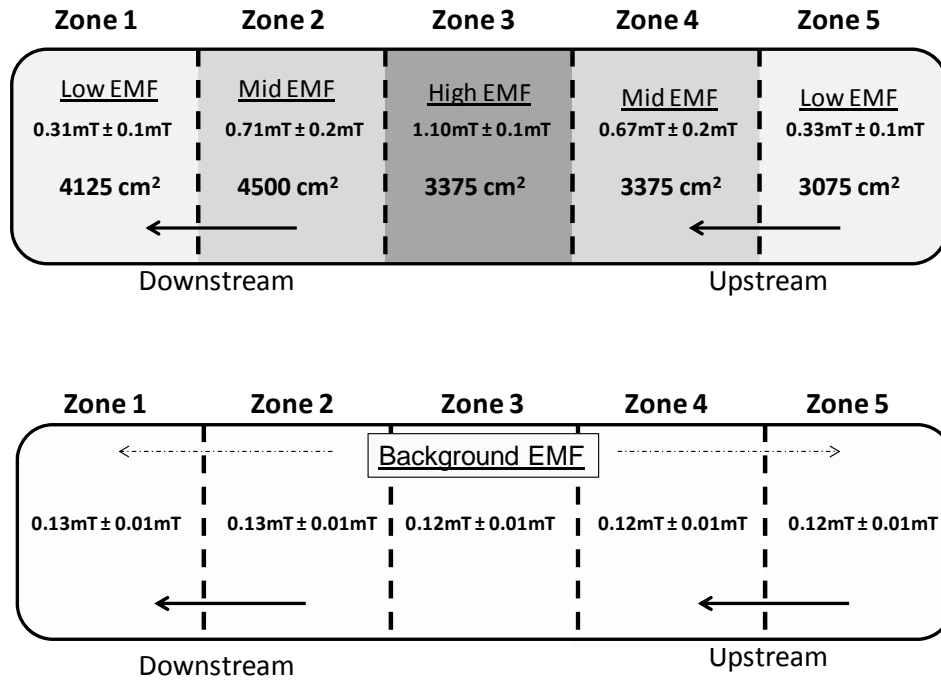 Zone 1 Zone 2 Zone 3 Zone 4 Zone 5
Low EMF Mid EMF High EMF Mid EMF Low EMF
0.31mT ± 0.1mT 0.71mT ± 0.2mT 1.10mT ± 0.1mT 0.67mT ± 0.2mT 0.33mT ± 0.1mT
4125 cm² 4500 cm² 3375 cm² 3375 cm² 3075 cm²
Downstream Upstream
Zone 1 Zone 2 Zone 3 Zone 4 Zone 5
Background EMF
0.13mT ± 0.01mT 0.13mT ± 0.01mT 0.12mT ± 0.01mT 0.12mT ± 0.01mT 0.12mT ± 0.01mT
Downstream Upstream